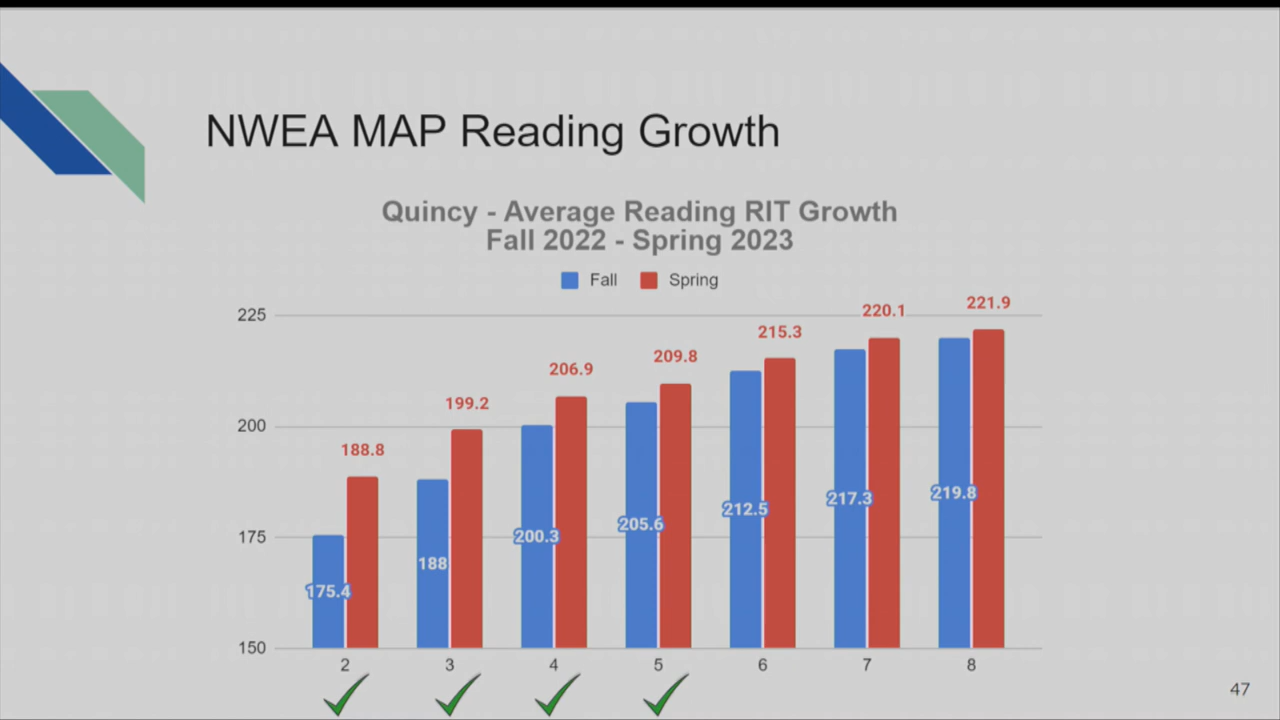 NWEA MAP Reading Growth
Quincy - Average Reading RIT Growth
Fall 2022 - Spring 2023
Fall Spring
225
200
175
150
175.4 188.8
188 199.2
200.3 206.9
205.6 209.8
212.5 215.3
217.3 220.1
219.8 221.9
2 3 4 5 6 7 8
47